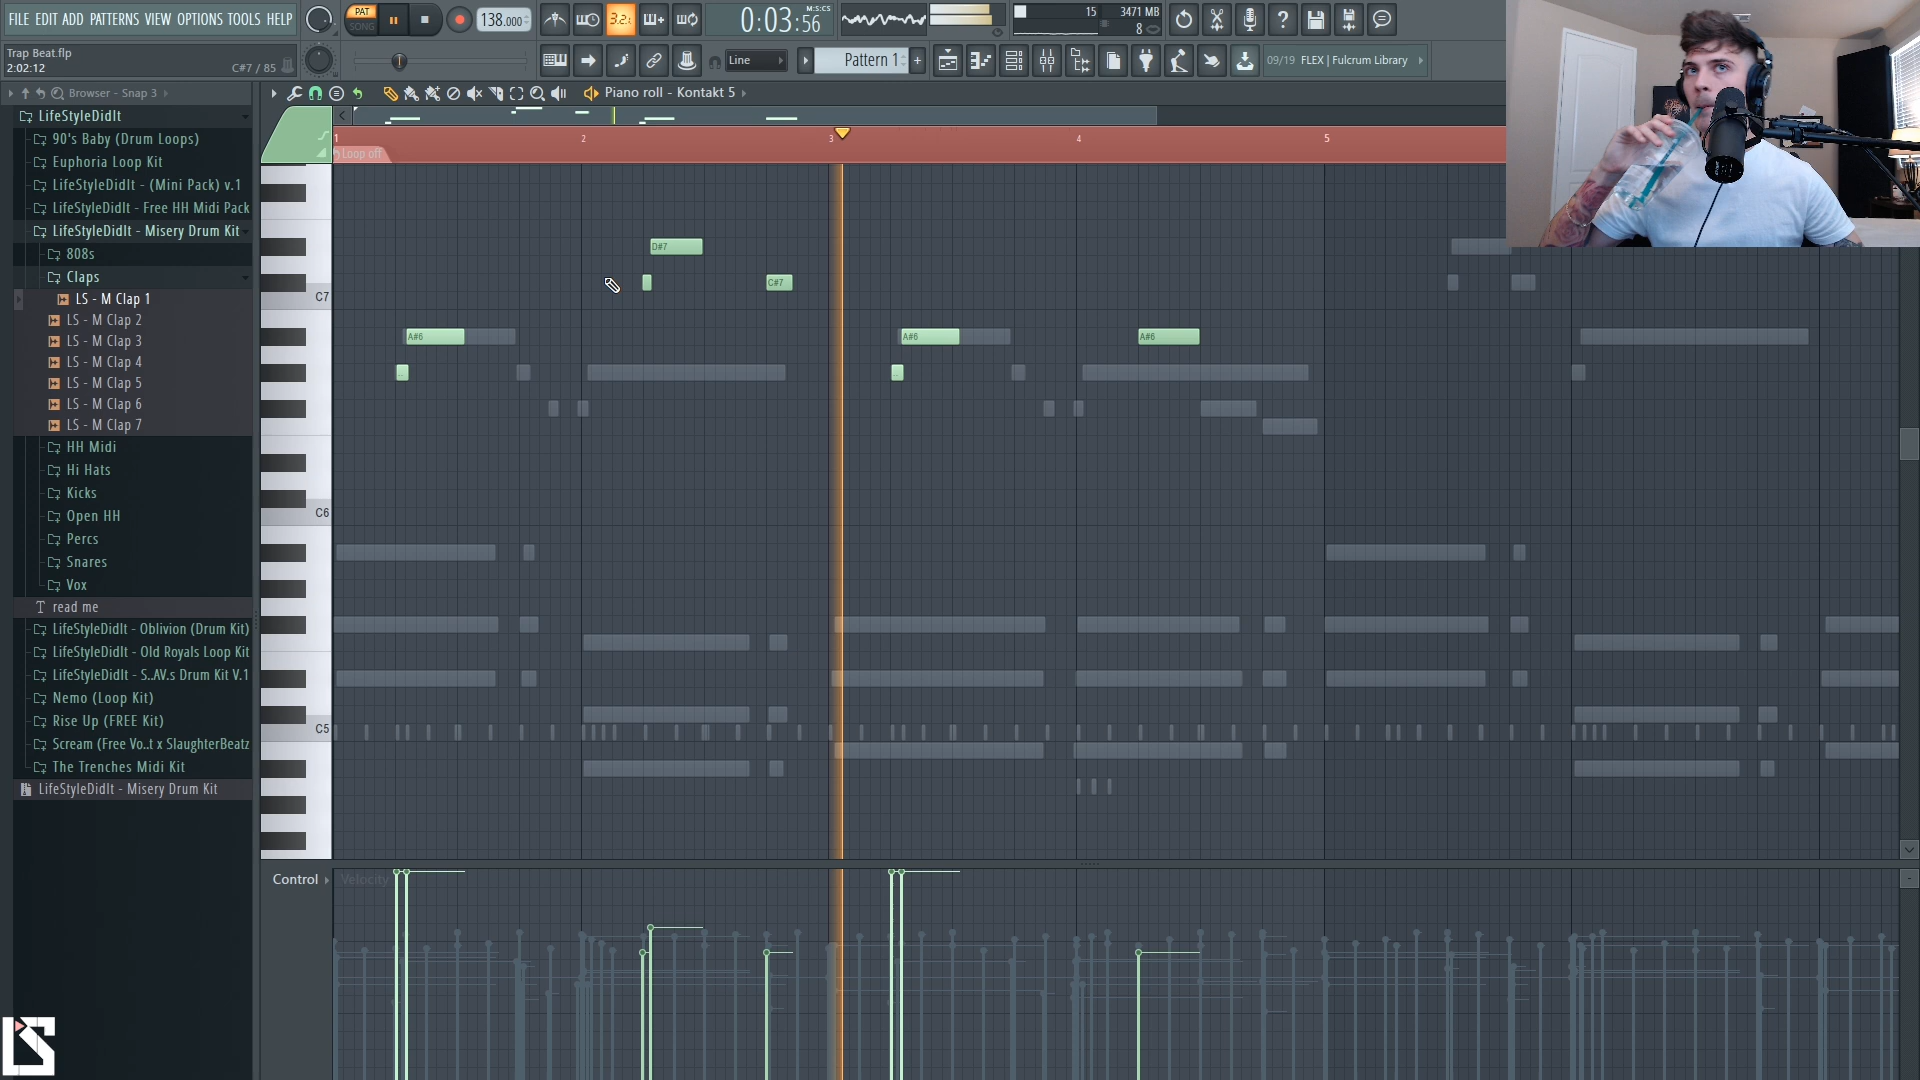 FILE EDIT ADD PATTERNS VIEW OPTIONS TOOLS HELP
PAT
SONG
138.000
3.2.
0:03:56
M:S:CS
15
3471 MB
8
Trap Beat.flp
2:02:12
C#7 / 85
Line
Pattern 1
09/19 FLEX | Fulcrum Library
Browser - Snap 3
Piano roll - Kontakt 5
LifeStyleDidIt
90's Baby (Drum Loops)
Euphoria Loop Kit
LifeStyleDidIt - (Mini Pack) v.1
LifeStyleDidIt - Free HH Midi Pack
LifeStyleDidIt - Misery Drum Kit
808s
Claps
LS - M Clap 1
LS - M Clap 2
LS - M Clap 3
LS - M Clap 4
LS - M Clap 5
LS - M Clap 6
LS - M Clap 7
HH Midi
Hi Hats
Kicks
Open HH
Percs
Snares
Vox
read me
LifeStyleDidIt - Oblivion (Drum Kit)
LifeStyleDidIt - Old Royals Loop Kit
LifeStyleDidIt - S..AV.s Drum Kit V.1
Nemo (Loop Kit)
Rise Up (FREE Kit)
Scream (Free Vo..t x SlaughterBeatz
The Trenches Midi Kit
LifeStyleDidIt - Misery Drum Kit
1 2 3 4 5
Loop off
D#7
C#7
C7
A#6 A#6 A#6
C6
C5
Control
Velocity
LS